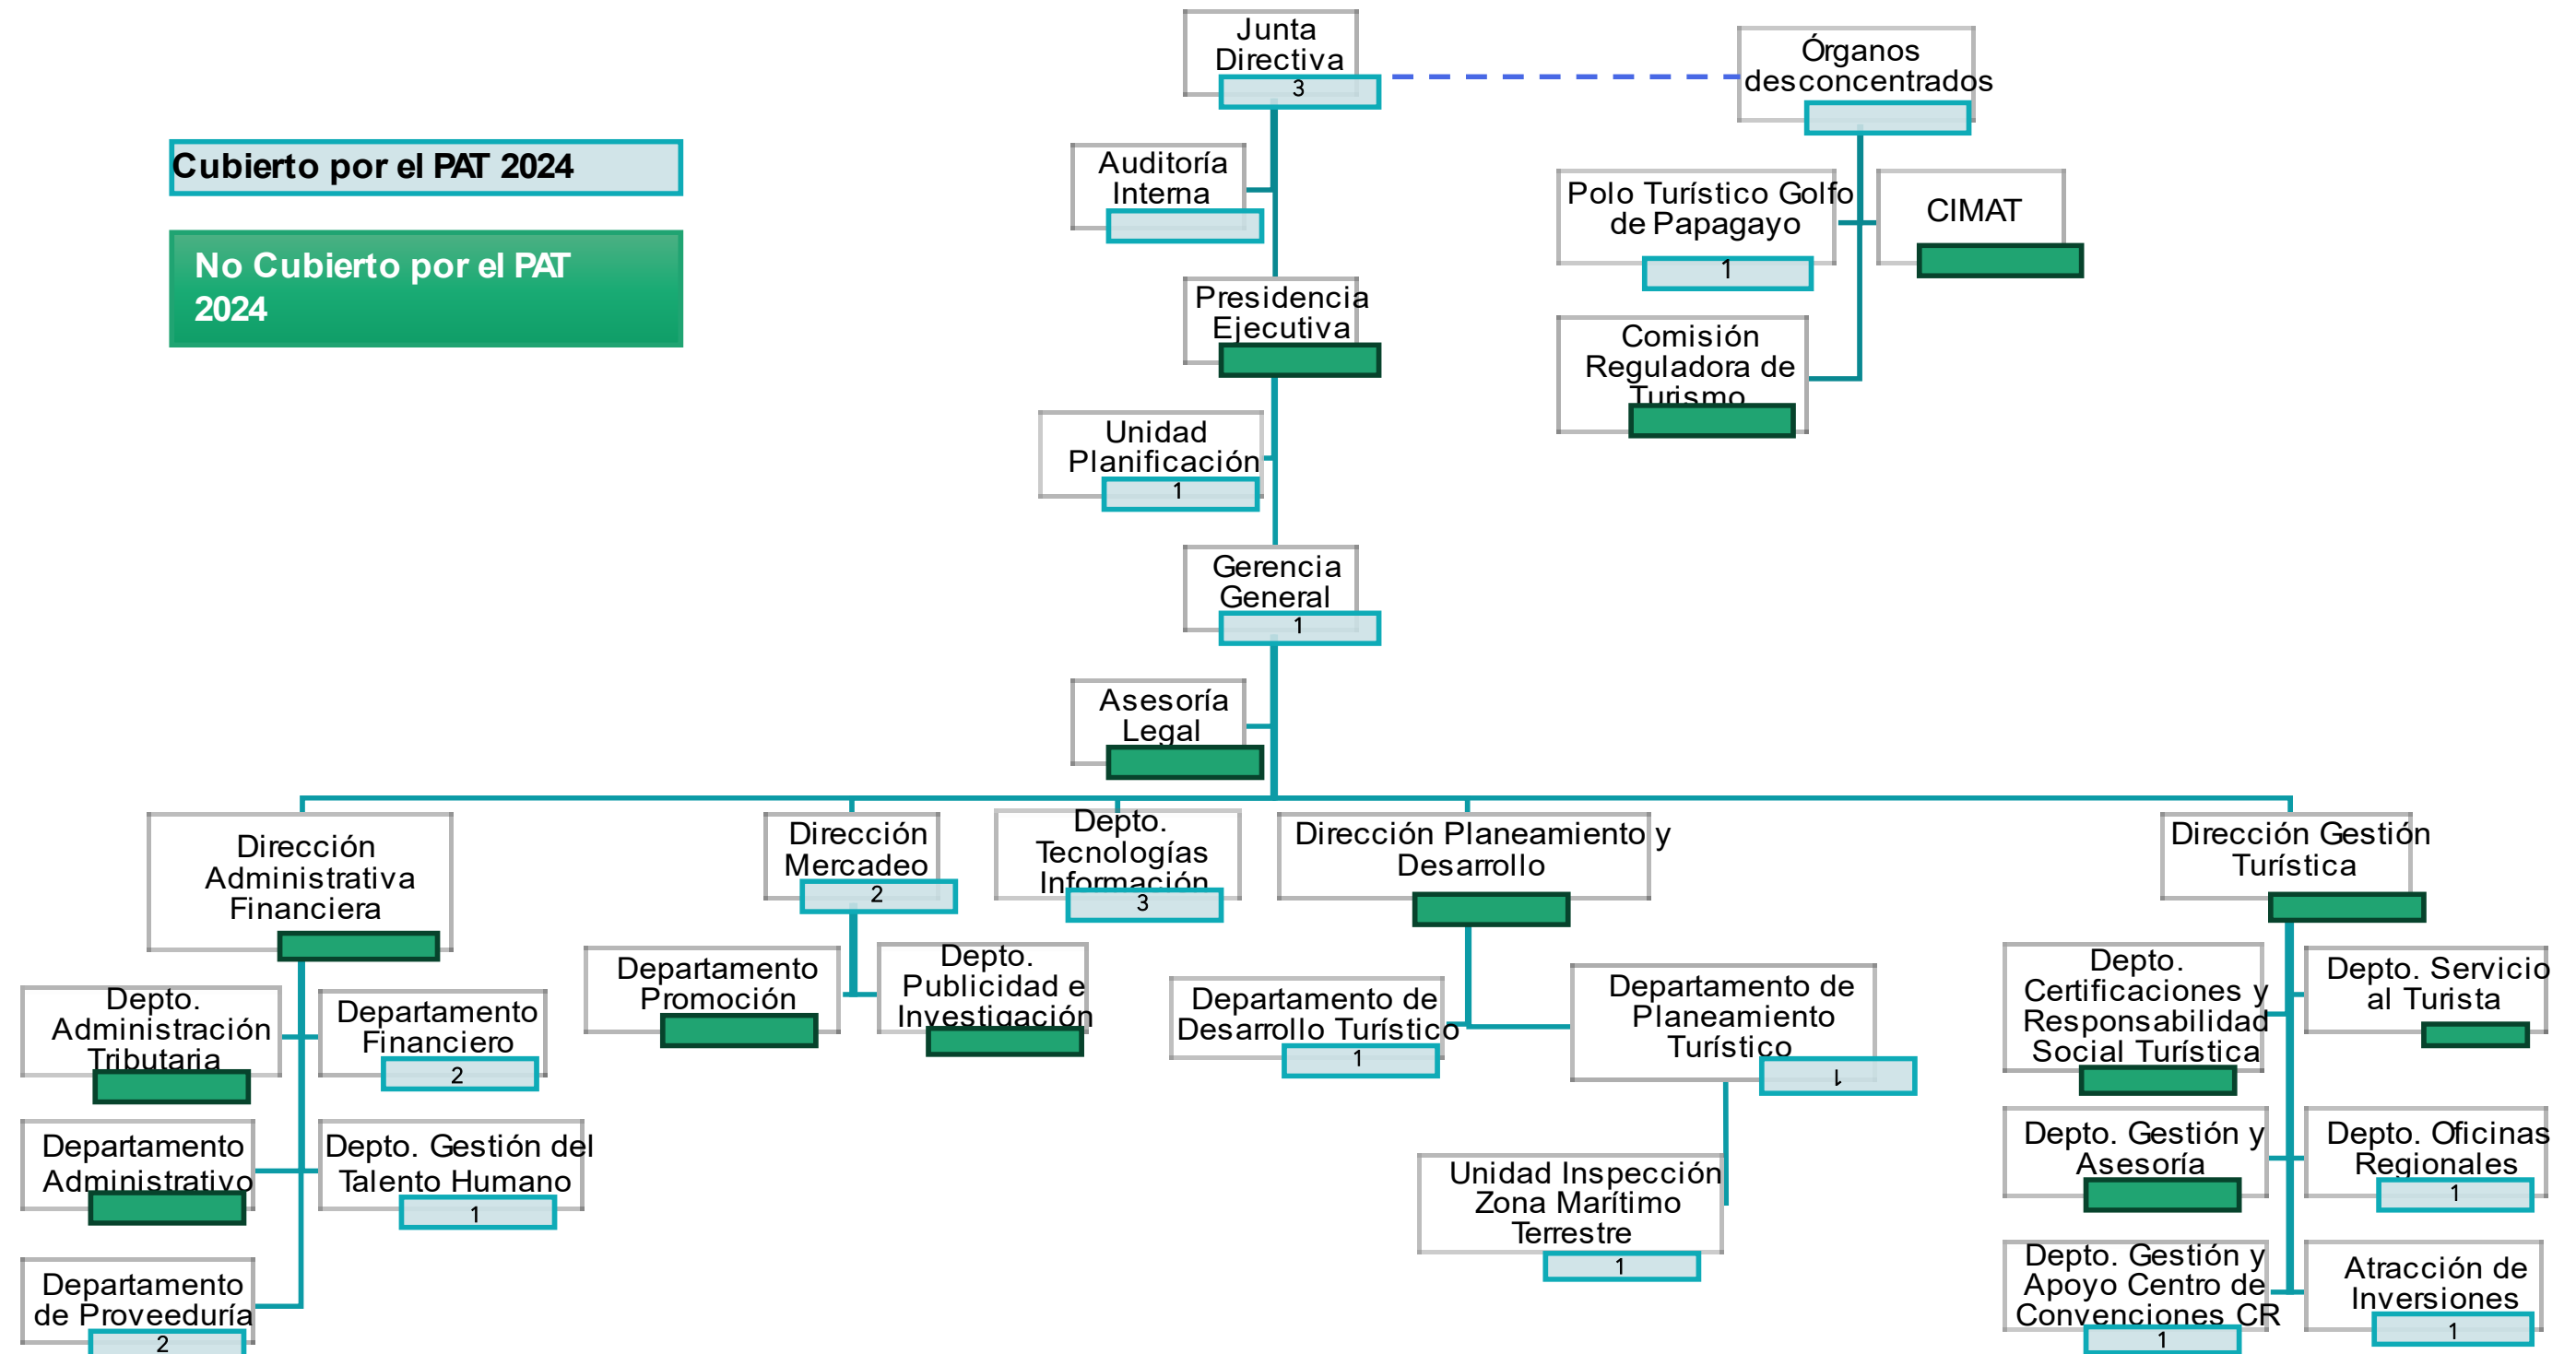 Junta
Directiva
3
Órganos
desconcentrados
Cubierto por el PAT 2024
No Cubierto por el PAT
2024
Auditoría
Interna
Polo Turístico Golfo
de Papagayo
1
CIMAT
Presidencia
Ejecutiva
Comisión
Reguladora de
Turismo
Unidad
Planificación
1
Gerencia
General
1
Asesoría
Legal
Dirección
Administrativa
Financiera
Dirección
Mercadeo
2
Depto.
Tecnologías
Información
3
Dirección Planeamiento y
Desarrollo
Dirección Gestión
Turística
Depto.
Administración
Tributaria
Departamento
Financiero
2
Departamento
Administrativo
Depto. Gestión del
Talento Humano
1
Departamento
de Proveeduría
2
Departamento
Promoción
Depto.
Publicidad e
Investigación
Departamento de
Desarrollo Turístico
1
Departamento de
Planeamiento
Turístico
1
Unidad Inspección
Zona Marítimo
Terrestre
1
Depto.
Certificaciones y
Responsabilidad
Social Turística
Depto. Servicio
al Turista
Depto. Gestión y
Asesoría
Depto. Oficinas
Regionales
1
Depto. Gestión y
Apoyo Centro de
Convenciones CR
1
Atracción de
Inversiones
1